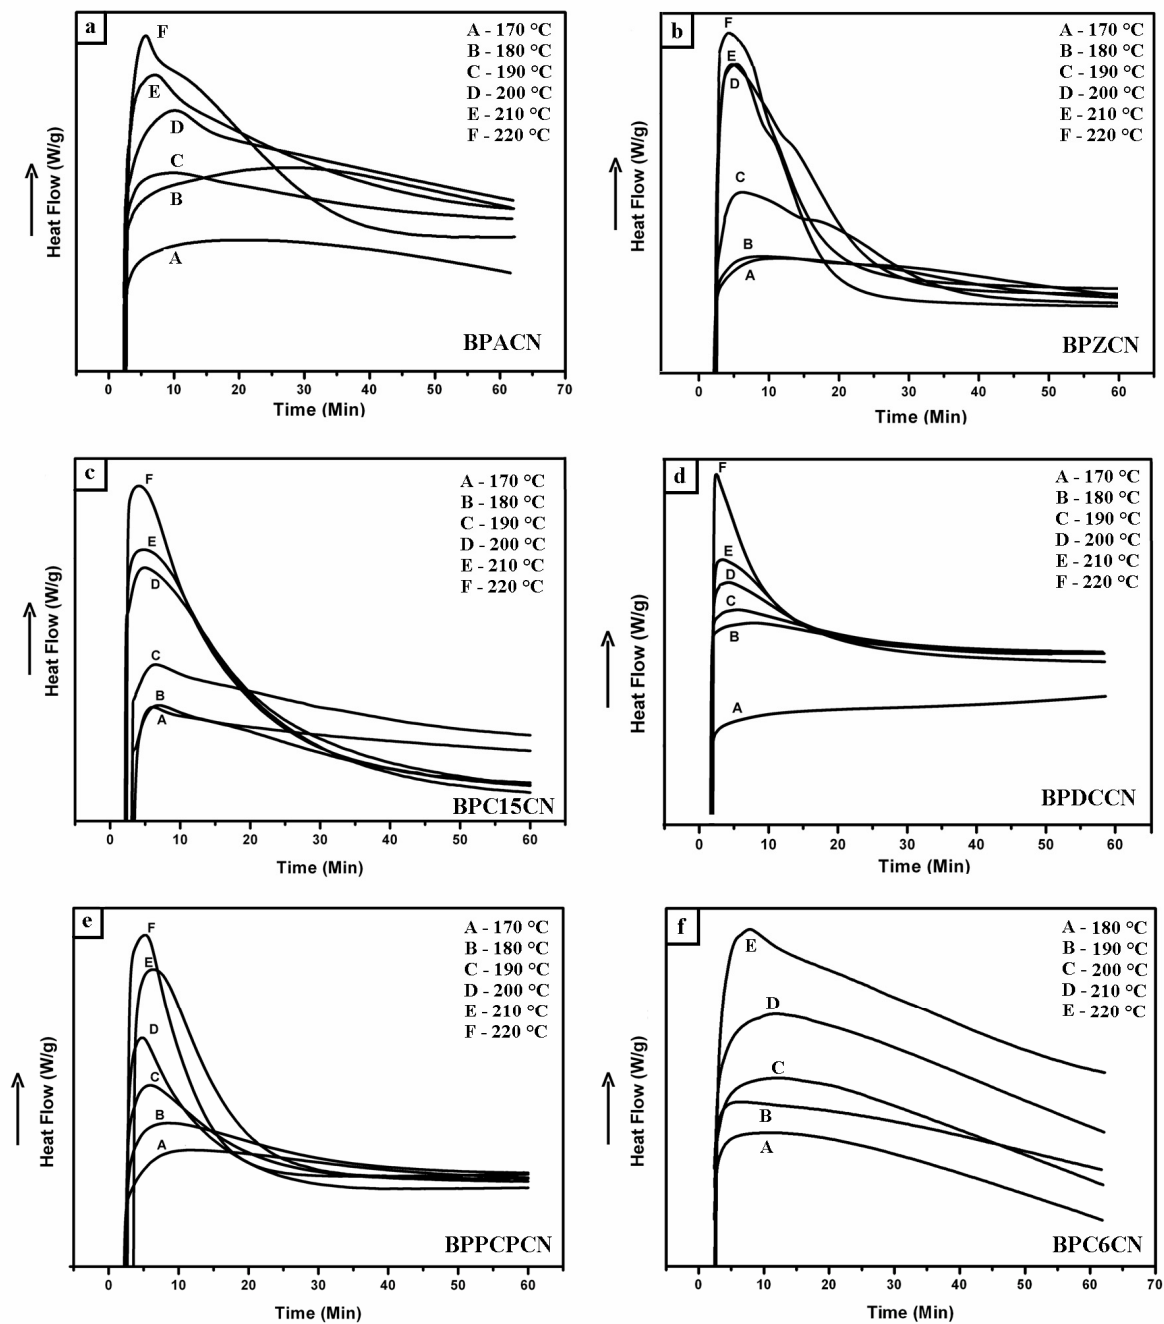 a
F
E
D
C
B
A
A - 170 °C
B - 180 °C
C - 190 °C
D - 200 °C
E - 210 °C
F - 220 °C
BPACN
Heat Flow (W/g)
0 10 20 30 40 50 60 70
Time (Min)
b
F
E
D
C
B
A
A - 170 °C
B - 180 °C
C - 190 °C
D - 200 °C
E - 210 °C
F - 220 °C
BPZCN
Heat Flow (W/g)
0 10 20 30 40 50 60
Time (Min)
c
F
E
D
C
B
A
A - 170 °C
B - 180 °C
C - 190 °C
D - 200 °C
E - 210 °C
F - 220 °C
BPC15CN
Heat Flow (W/g)
0 10 20 30 40 50 60
Time (Min)
d
F
E
D
C
B
A
A - 170 °C
B - 180 °C
C - 190 °C
D - 200 °C
E - 210 °C
F - 220 °C
BPDCCN
Heat Flow (W/g)
0 10 20 30 40 50 60
Time (Min)
e
F
E
D
C
B
A
A - 170 °C
B - 180 °C
C - 190 °C
D - 200 °C
E - 210 °C
F - 220 °C
BPPCPCN
Heat Flow (W/g)
0 10 20 30 40 50 60
Time (Min)
f
E
D
C
B
A
A - 180 °C
B - 190 °C
C - 200 °C
D - 210 °C
E - 220 °C
BPC6CN
Heat Flow (W/g)
0 10 20 30 40 50 60 70
Time (Min)